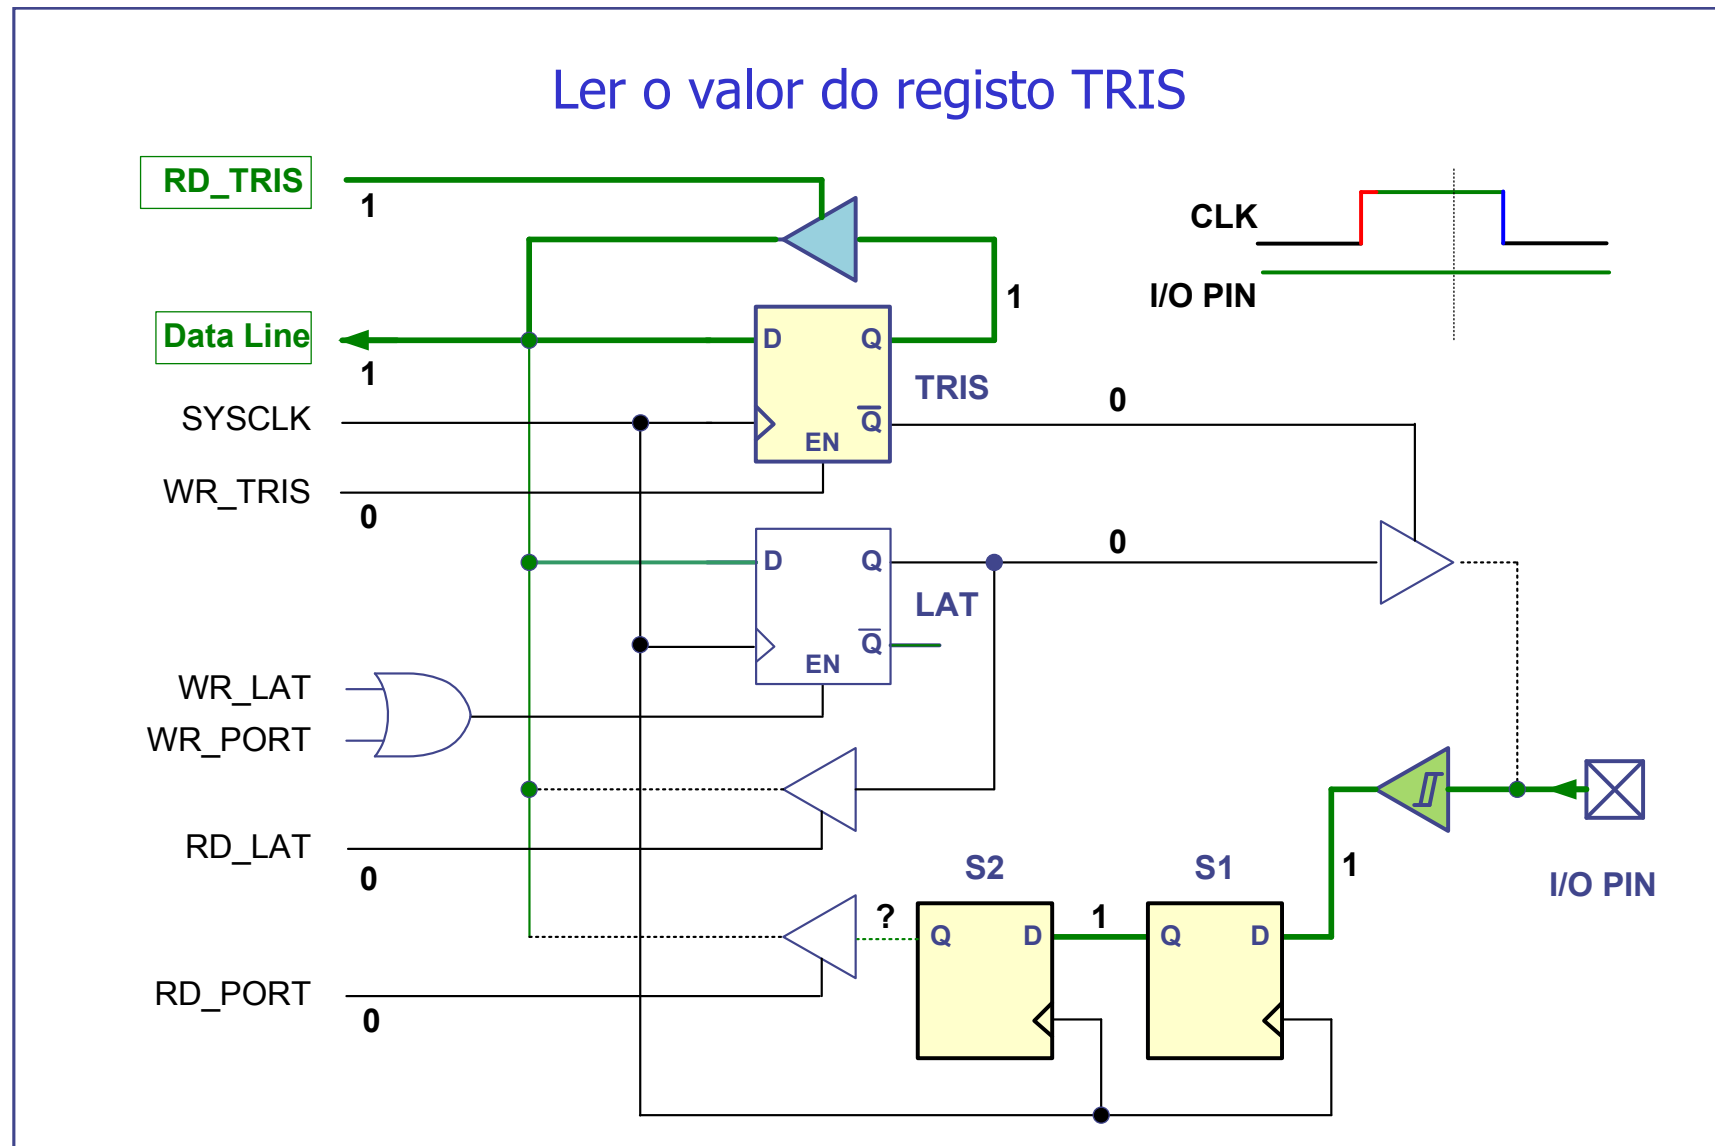 Ler o valor do registo TRIS
RD_TRIS
1
CLK
I/O PIN
1
Data Line
1
D
Q
TRIS
SYSCLK
Q
EN
0
WR_TRIS
0
D
Q
0
LAT
Q
EN
WR_LAT
WR_PORT
RD_LAT
0
S2
S1
1
I/O PIN
?
Q
D
1
Q
D
RD_PORT
0